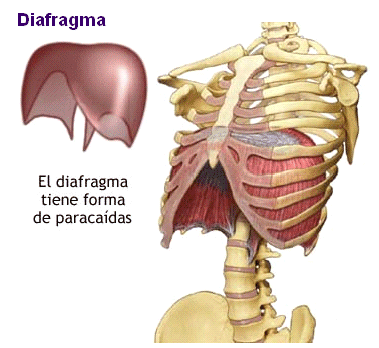 Diafragma
El diafragma
tiene forma
de paracaídas